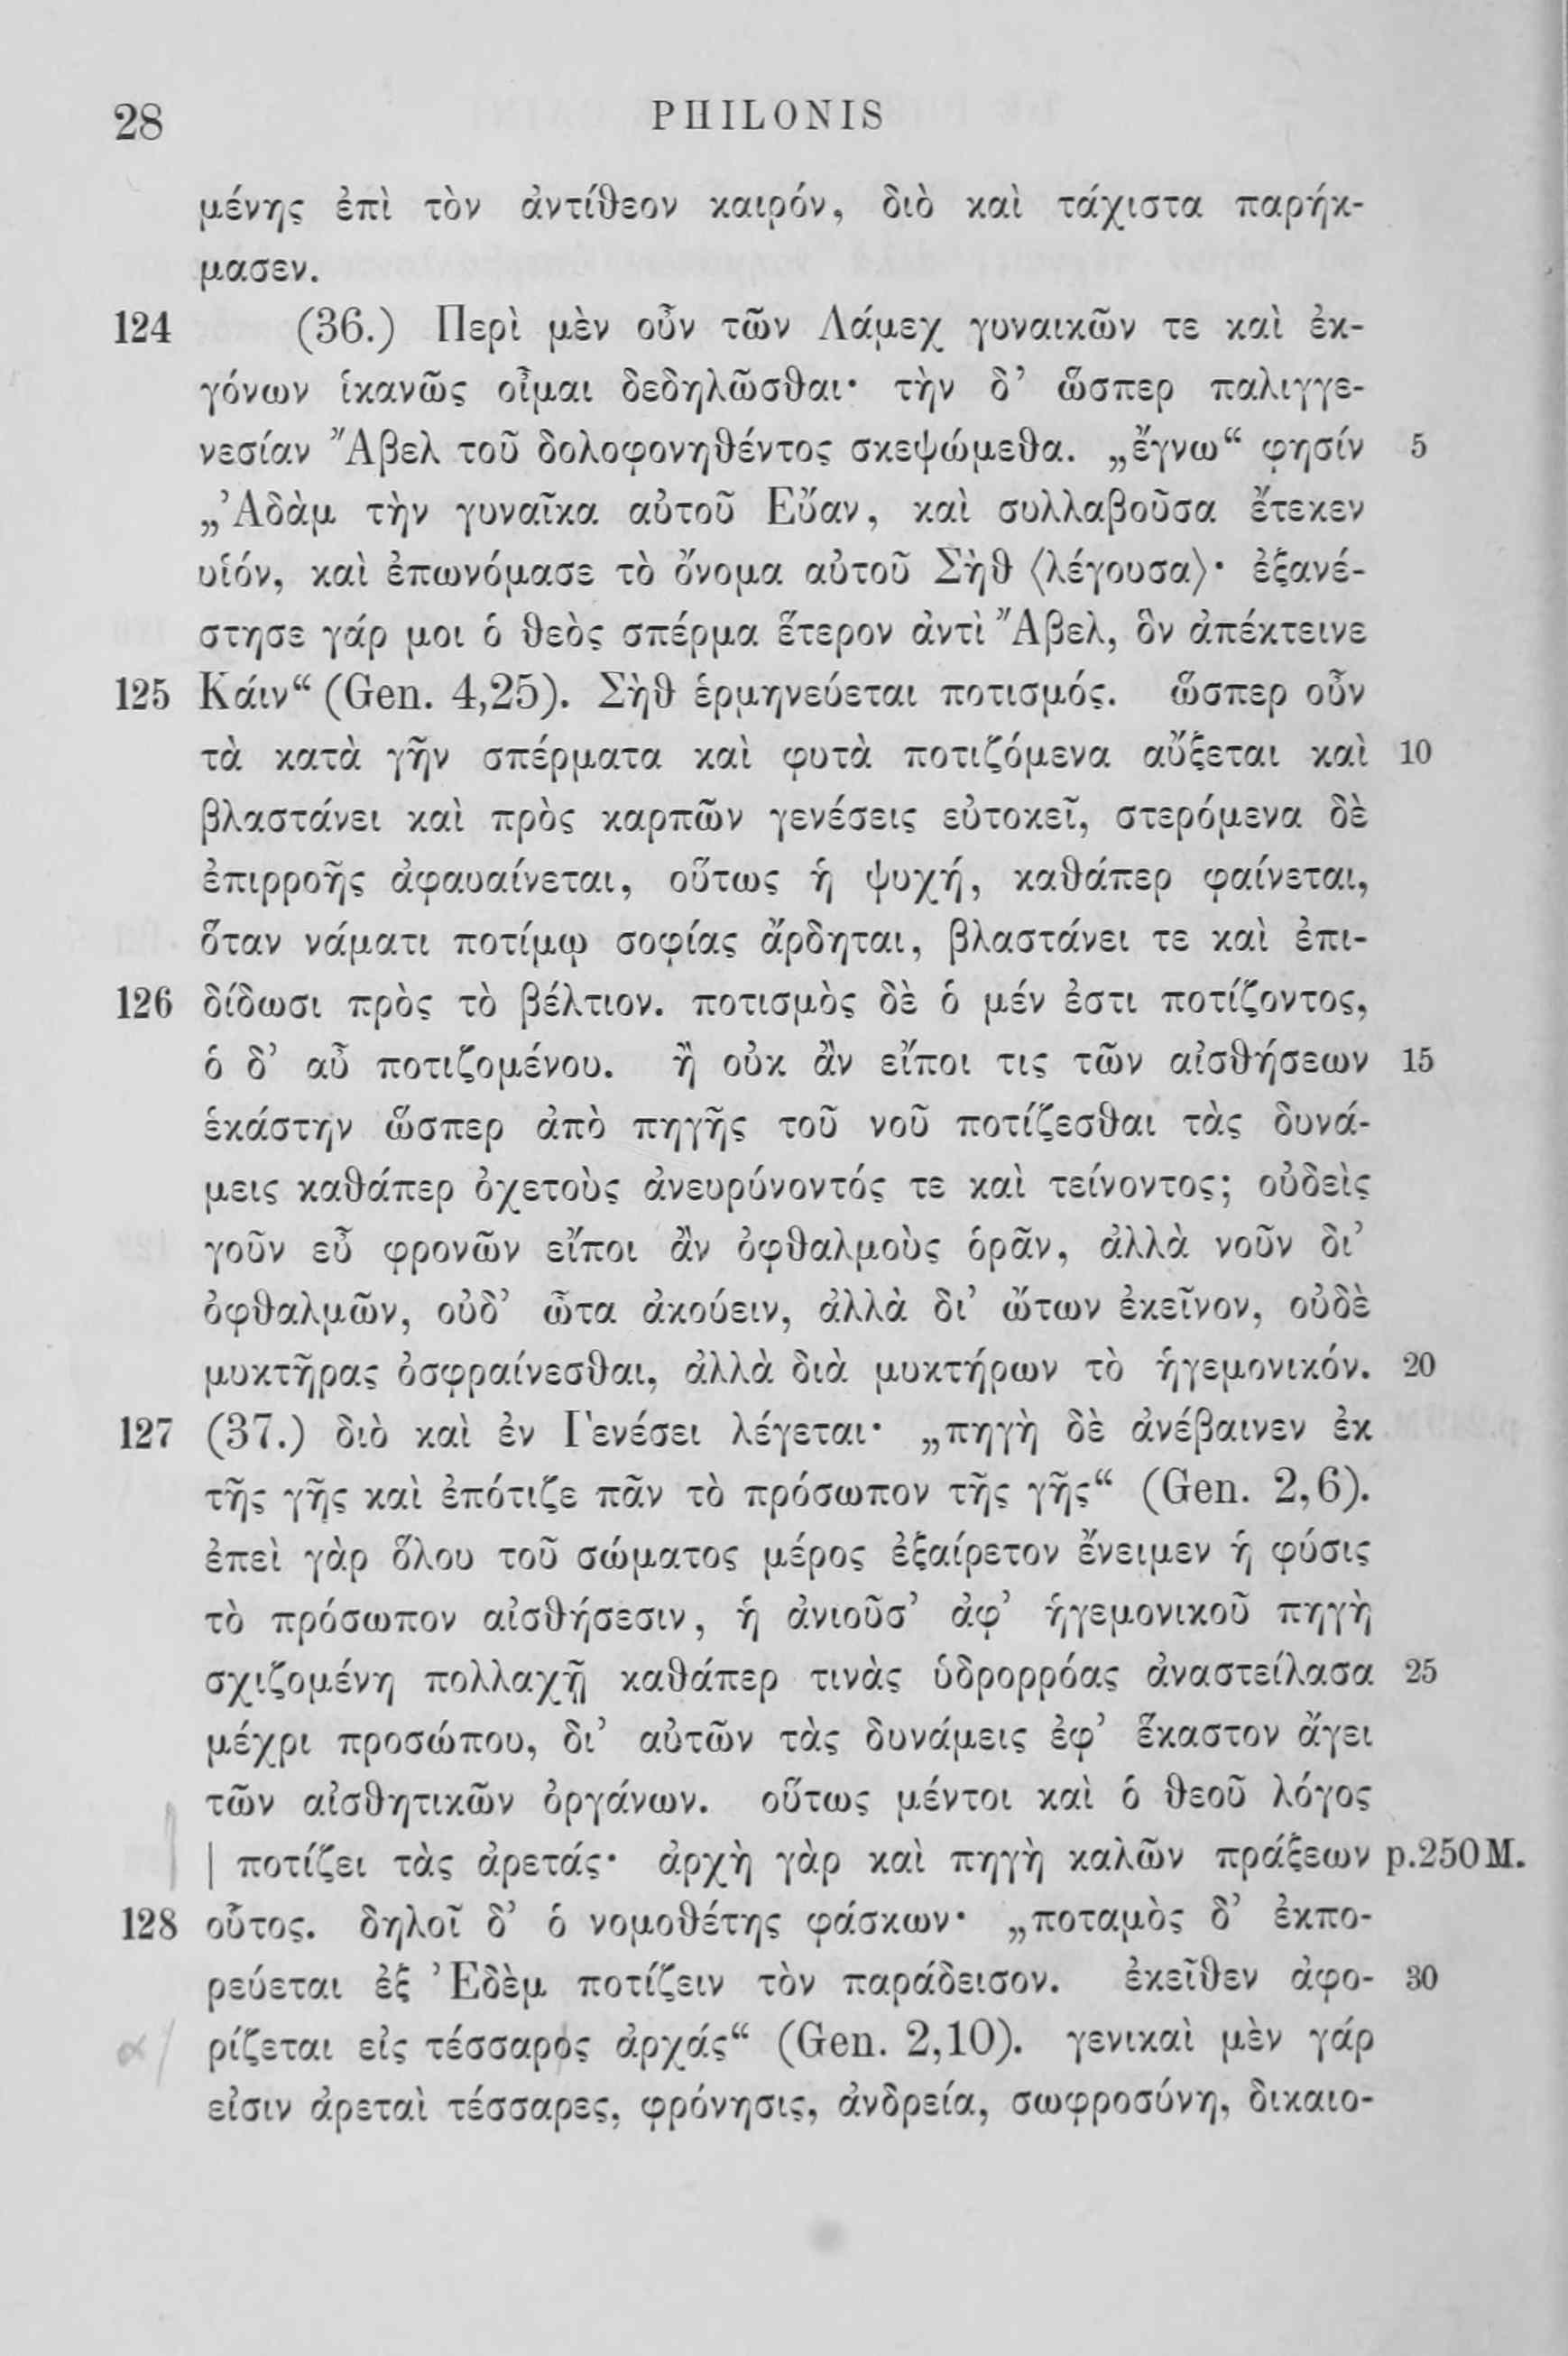 28 PHILONIS
μένης ἐπὶ τὸν ἀντίθεον καιρόν, διὸ καὶ τάχιστα παρήκ-
μασεν.
124 (36.) Περὶ μὲν οὖν τῶν Λάμεχ γυναικῶν τε καὶ ἐκ-
γόνων ἱκανῶς οἶμαι δεδηλῶσθαι· τὴν δ’ ὥσπερ παλιγγε-
νεσίαν Ἄβελ τοῦ δολοφονηθέντος σκεψώμεθα. „ἔγνω“ φησίν 5
„Ἀδὰμ τὴν γυναῖκα αὐτοῦ Εὔαν, καὶ συλλαβοῦσα ἔτεκεν
υἱόν, καὶ ἐπωνόμασε τὸ ὄνομα αὐτοῦ Σὴθ ⟨λέγουσα⟩· ἐξανέ-
στησε γάρ μοι ὁ θεὸς σπέρμα ἕτερον ἀντὶ Ἄβελ, ὃν ἀπέκτεινε
125 Κάιν“ (Gen. 4,25). Σὴθ ἑρμηνεύεται ποτισμός. ὥσπερ οὖν
τὰ κατὰ γῆν σπέρματα καὶ φυτὰ ποτιζόμενα αὔξεται καὶ 10
βλαστάνει καὶ πρὸς καρπῶν γενέσεις εὐτοκεῖ, στερόμενα δὲ
ἐπιρροῆς ἀφαυαίνεται, οὕτως ἡ ψυχή, καθάπερ φαίνεται,
ὅταν νάματι ποτίμῳ σοφίας ἄρδηται, βλαστάνει τε καὶ ἐπι-
126 δίδωσι πρὸς τὸ βέλτιον. ποτισμὸς δὲ ὁ μέν ἐστι ποτίζοντος,
ὁ δ’ αὖ ποτιζομένου. ἢ οὐκ ἂν εἴποι τις τῶν αἰσθήσεων 15
ἑκάστην ὥσπερ ἀπὸ πηγῆς τοῦ νοῦ ποτίζεσθαι τὰς δυνά-
μεις καθάπερ ὀχετοὺς ἀνευρύνοντός τε καὶ τείνοντος; οὐδεὶς
γοῦν εὖ φρονῶν εἴποι ἂν ὀφθαλμοὺς ὁρᾶν, ἀλλὰ νοῦν δι’
ὀφθαλμῶν, οὐδ’ ὦτα ἀκούειν, ἀλλὰ δι’ ὤτων ἐκεῖνον, οὐδὲ
μυκτῆρας ὀσφραίνεσθαι, ἀλλὰ διὰ μυκτήρων τὸ ἡγεμονικόν. 20
127 (37.) διὸ καὶ ἐν Γενέσει λέγεται· „πηγὴ δὲ ἀνέβαινεν ἐκ
τῆς γῆς καὶ ἐπότιζε πᾶν τὸ πρόσωπον τῆς γῆς“ (Gen. 2,6).
ἐπεὶ γὰρ ὅλου τοῦ σώματος μέρος ἐξαίρετον ἔνειμεν ἡ φύσις
τὸ πρόσωπον αἰσθήσεσιν, ἡ ἀνιοῦσ’ ἀφ’ ἡγεμονικοῦ πηγὴ
σχιζομένη πολλαχῇ καθάπερ τινὰς ὑδρορρόας ἀναστείλασα 25
μέχρι προσώπου, δι’ αὐτῶν τὰς δυνάμεις ἐφ’ ἕκαστον ἄγει
τῶν αἰσθητικῶν ὀργάνων. οὕτως μέντοι καὶ ὁ θεοῦ λόγος
| ποτίζει τὰς ἀρετάς· ἀρχὴ γὰρ καὶ πηγὴ καλῶν πράξεων p.250M.
128 οὗτος. δηλοῖ δ’ ὁ νομοθέτης φάσκων· „ποταμὸς δ’ ἐκπο-
ρεύεται ἐξ Ἐδὲμ ποτίζειν τὸν παράδεισον. ἐκεῖθεν ἀφο- 30
α/ ρίζεται εἰς τέσσαρος ἀρχάς“ (Gen. 2,10). γενικαὶ μὲν γάρ
εἰσιν ἀρεταὶ τέσσαρες, φρόνησις, ἀνδρεία, σωφροσύνη, δικαιο-